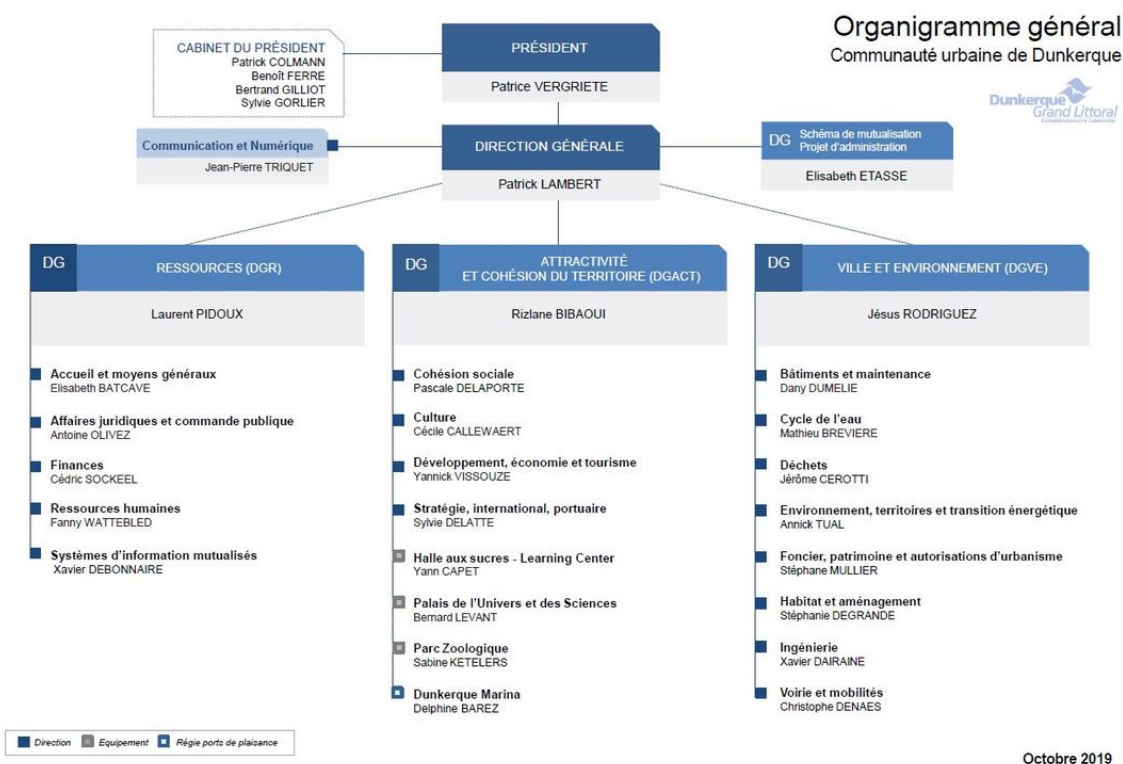 Organigramme général
Communauté urbaine de Dunkerque
Dunkerque
Grand Littoral
COMMUNAUTÉ URBAINE
CABINET DU PRÉSIDENT
Patrick COLMANN
Benoît FERRE
Bertrand GILLIOT
Sylvie GORLIER
PRÉSIDENT
Patrice VERGRIETE
Communication et Numérique
Jean-Pierre TRIQUET
DIRECTION GÉNÉRALE
Patrick LAMBERT
DG Schéma de mutualisation
Projet d'administration
Elisabeth ETASSE
DG RESSOURCES (DGR)
Laurent PIDOUX
Accueil et moyens généraux
Elisabeth BATCAVE
Affaires juridiques et commande publique
Antoine OLIVEZ
Finances
Cédric SOCKEEL
Ressources humaines
Fanny WATTEBLED
Systèmes d'information mutualisés
Xavier DEBONNAIRE
DG ATTRACTIVITÉ
ET COHÉSION DU TERRITOIRE (DGACT)
Rizlane BIBAOUI
Cohésion sociale
Pascale DELAPORTE
Culture
Cécile CALLEWAERT
Développement, économie et tourisme
Yannick VISSOUZE
Stratégie, international, portuaire
Sylvie DELATTE
Halle aux sucres - Learning Center
Yann CAPET
Palais de l'Univers et des Sciences
Bernard LEVANT
Parc Zoologique
Sabine KETELERS
Dunkerque Marina
Delphine BAREZ
DG VILLE ET ENVIRONNEMENT (DGVE)
Jésus RODRIGUEZ
Bâtiments et maintenance
Dany DUMELIE
Cycle de l'eau
Mathieu BREVIERE
Déchets
Jérôme CEROTTI
Environnement, territoires et transition énergétique
Annick TUAL
Foncier, patrimoine et autorisations d'urbanisme
Stéphane MULLIER
Habitat et aménagement
Stéphanie DEGRANDE
Ingénierie
Xavier DAIRAINE
Voirie et mobilités
Christophe DENAES
Direction Equipement Régie ports de plaisance
Octobre 2019